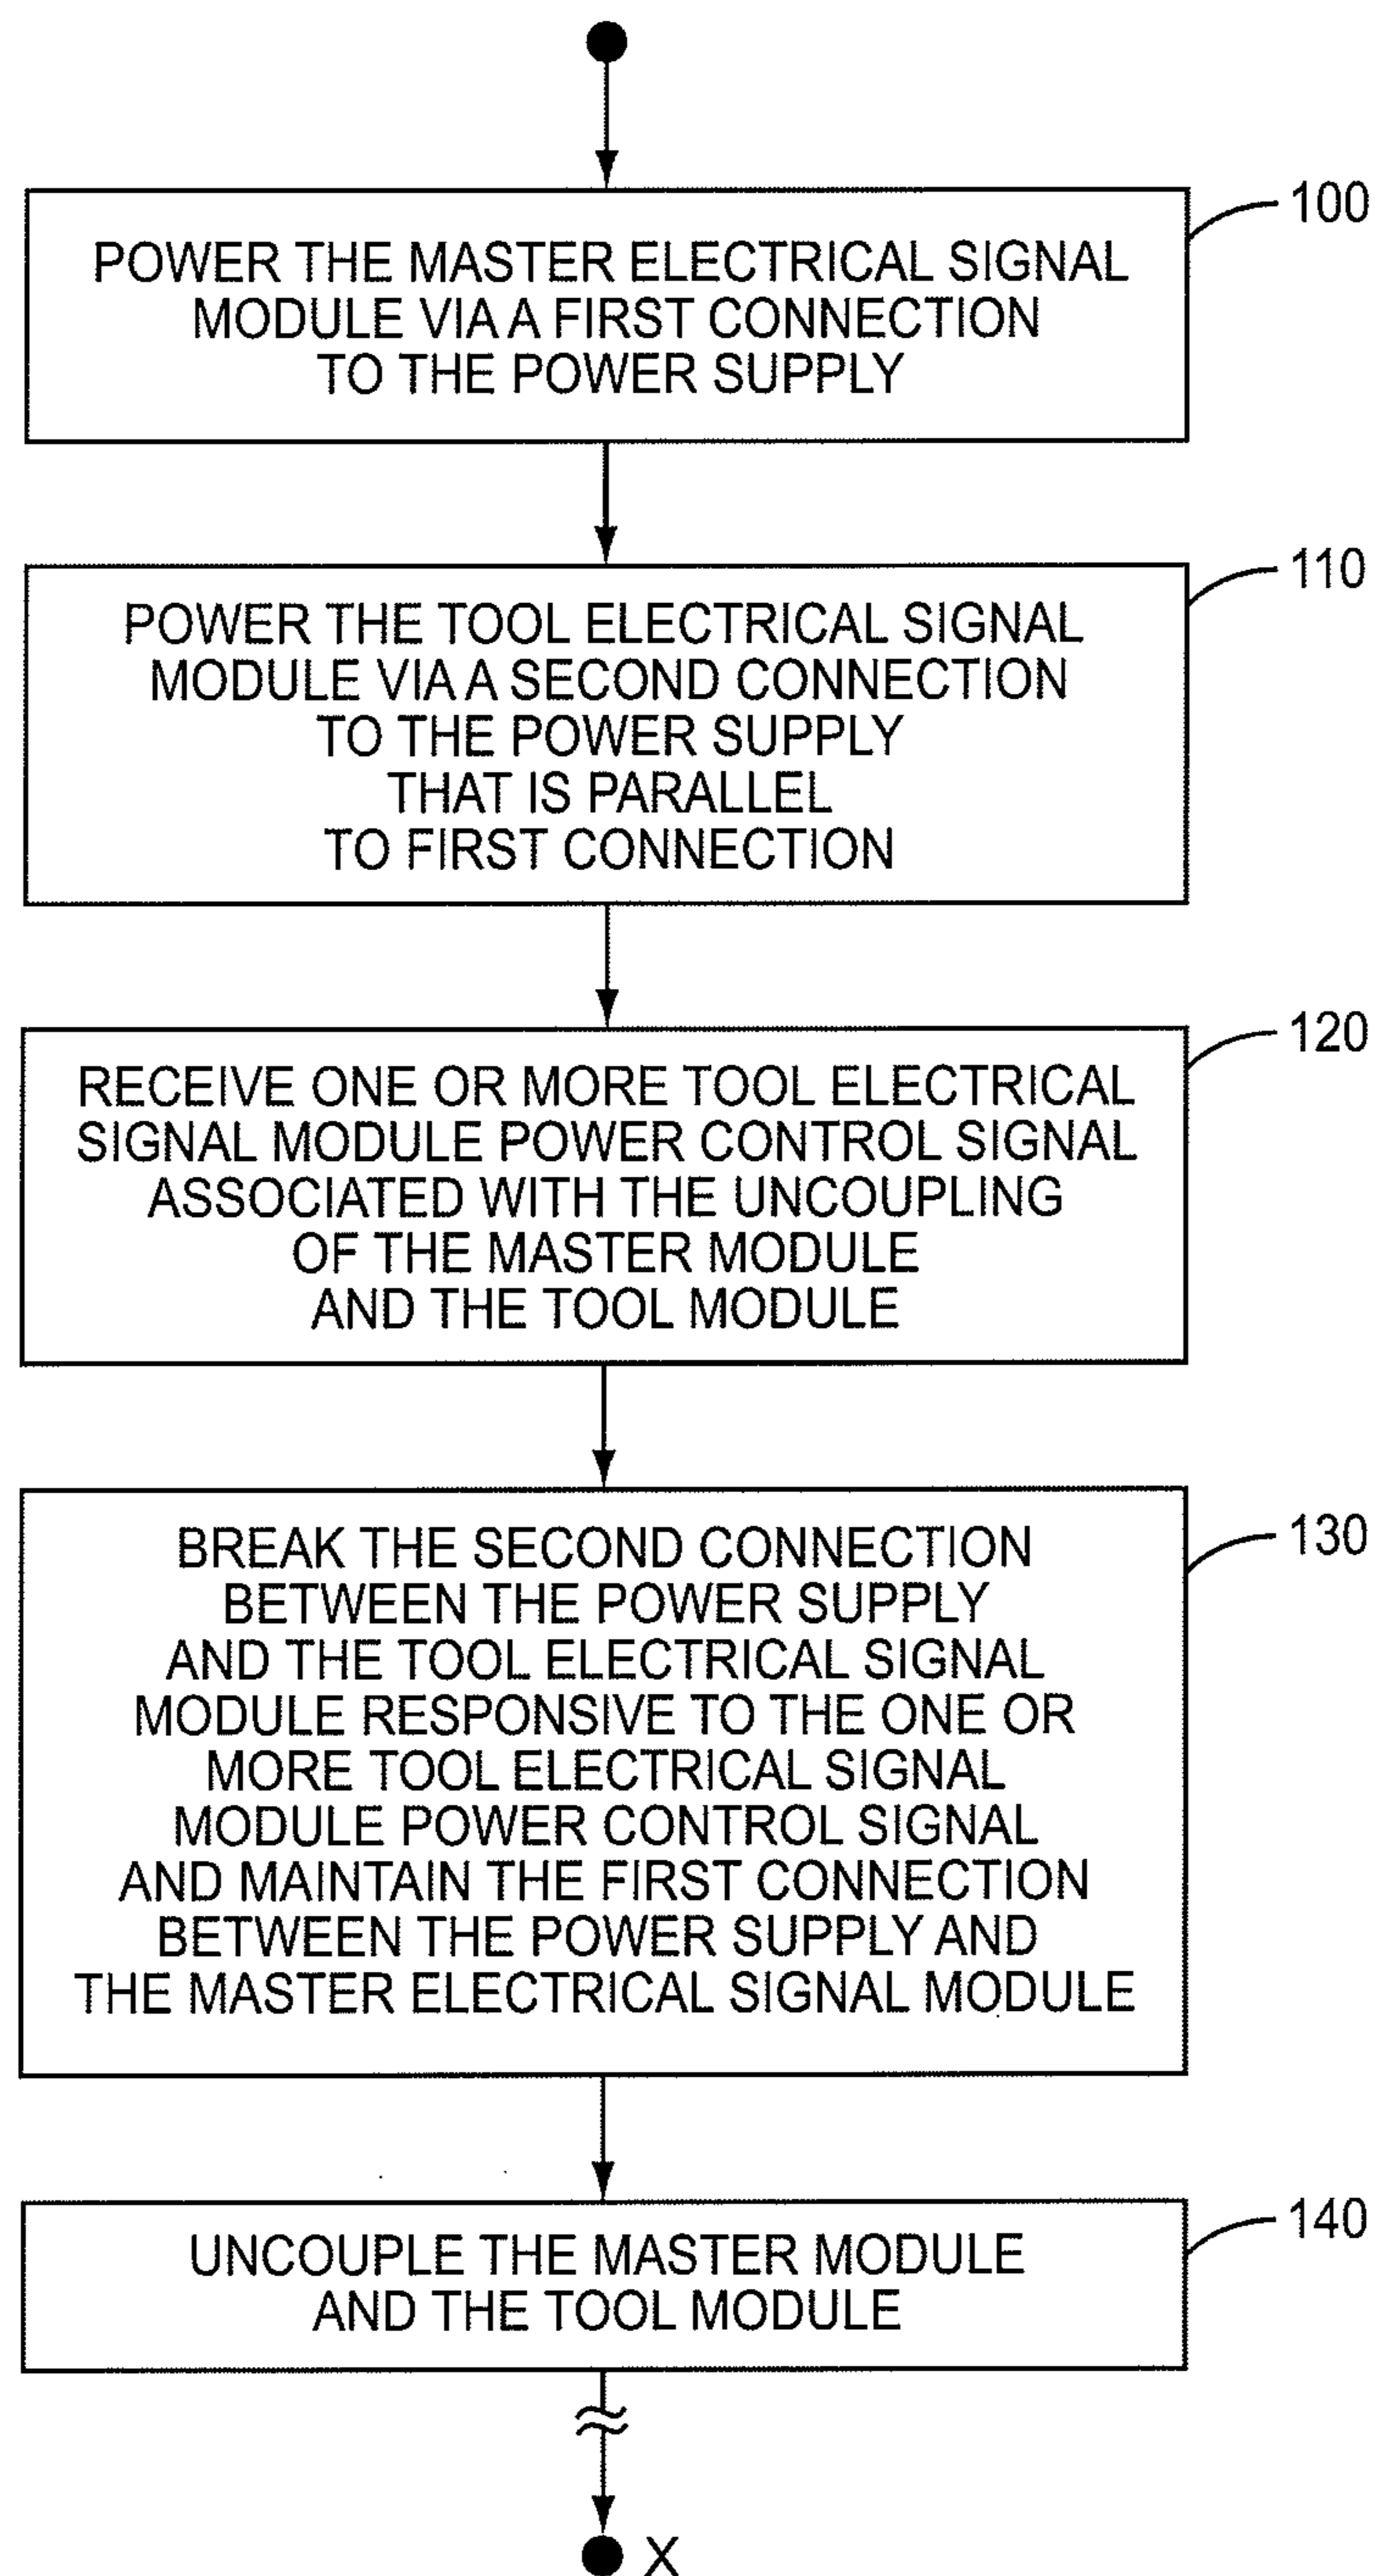 100
POWER THE MASTER ELECTRICAL SIGNAL
MODULE VIA A FIRST CONNECTION
TO THE POWER SUPPLY
110
POWER THE TOOL ELECTRICAL SIGNAL
MODULE VIA A SECOND CONNECTION
TO THE POWER SUPPLY
THAT IS PARALLEL
TO FIRST CONNECTION
120
RECEIVE ONE OR MORE TOOL ELECTRICAL
SIGNAL MODULE POWER CONTROL SIGNAL
ASSOCIATED WITH THE UNCOUPLING
OF THE MASTER MODULE
AND THE TOOL MODULE
130
BREAK THE SECOND CONNECTION
BETWEEN THE POWER SUPPLY
AND THE TOOL ELECTRICAL SIGNAL
MODULE RESPONSIVE TO THE ONE OR
MORE TOOL ELECTRICAL SIGNAL
MODULE POWER CONTROL SIGNAL
AND MAINTAIN THE FIRST CONNECTION
BETWEEN THE POWER SUPPLY AND
THE MASTER ELECTRICAL SIGNAL MODULE
140
UNCOUPLE THE MASTER MODULE
AND THE TOOL MODULE
X